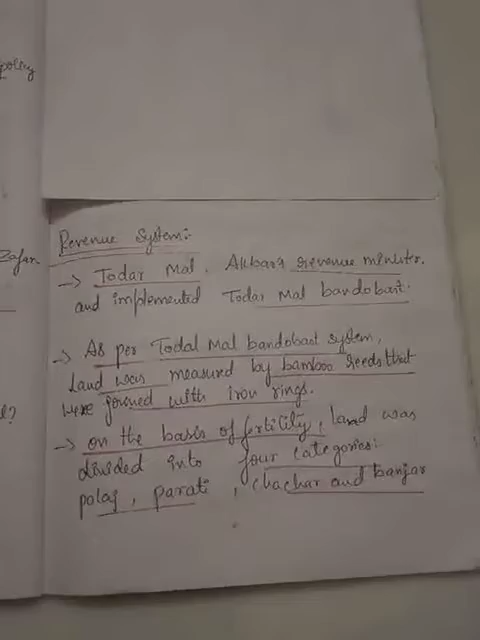 policy
Zafar
Revenue System:-
→ Todar Mal. Akbar's revenue minister.
and implemented Todar Mal bandobast.
→ As per Todal Mal bandobast system,
Land was measured by bamboo reeds that
were joined with iron rings.
→ on the basis of fertility, land was
divided into four categories:
polaj, parati, chachar and banjar